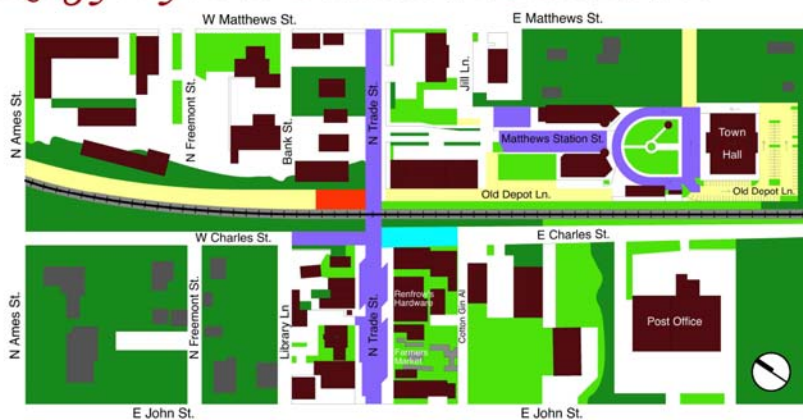 W Matthews St.
E Matthews St.
N Ames St.
N Freemont St.
Bank St.
N Trade St.
Jill Ln.
Matthews Station St.
Town
Hall
Old Depot Ln.
Old Depot Ln.
W Charles St.
E Charles St.
N Ames St.
N Freemont St.
Library Ln
N Trade St.
Renfrow's
Hardware
Farmers
Market
Cotton Gin Al
Post Office
E John St.
E John St.